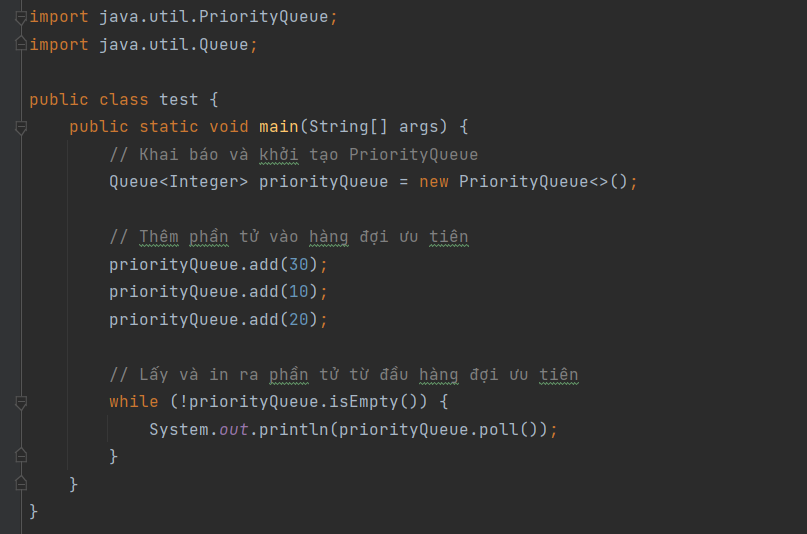 import java.util.PriorityQueue;
import java.util.Queue;
public class test {
public static void main(String[] args) {
// Khai báo và khởi tạo PriorityQueue
Queue<Integer> priorityQueue = new PriorityQueue<>();
// Thêm phần tử vào hàng đợi ưu tiên
priorityQueue.add(30);
priorityQueue.add(10);
priorityQueue.add(20);
// Lấy và in ra phần tử từ đầu hàng đợi ưu tiên
while (!priorityQueue.isEmpty()) {
System.out.println(priorityQueue.poll());
}
}
}